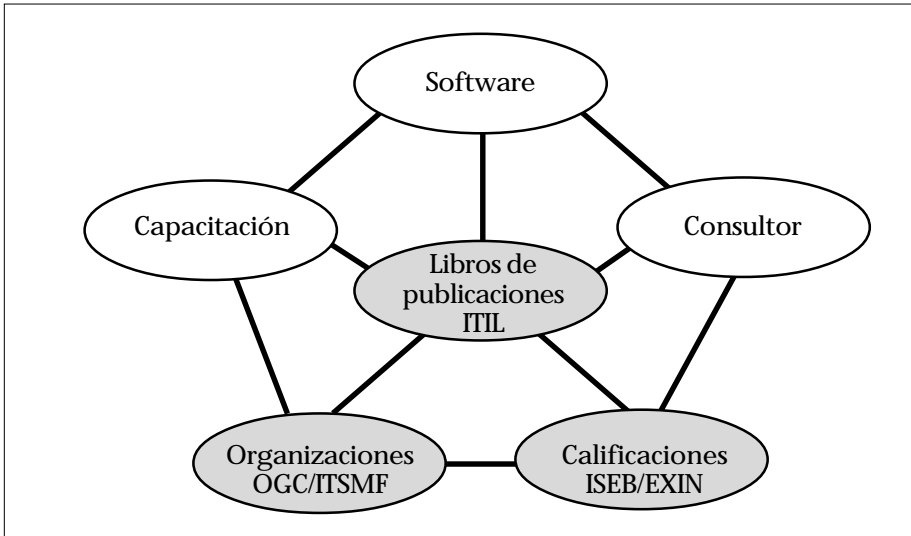 Software
Capacitación
Consultor
Libros de
publicaciones
ITIL
Organizaciones
OGC/ITSMF
Calificaciones
ISEB/EXIN